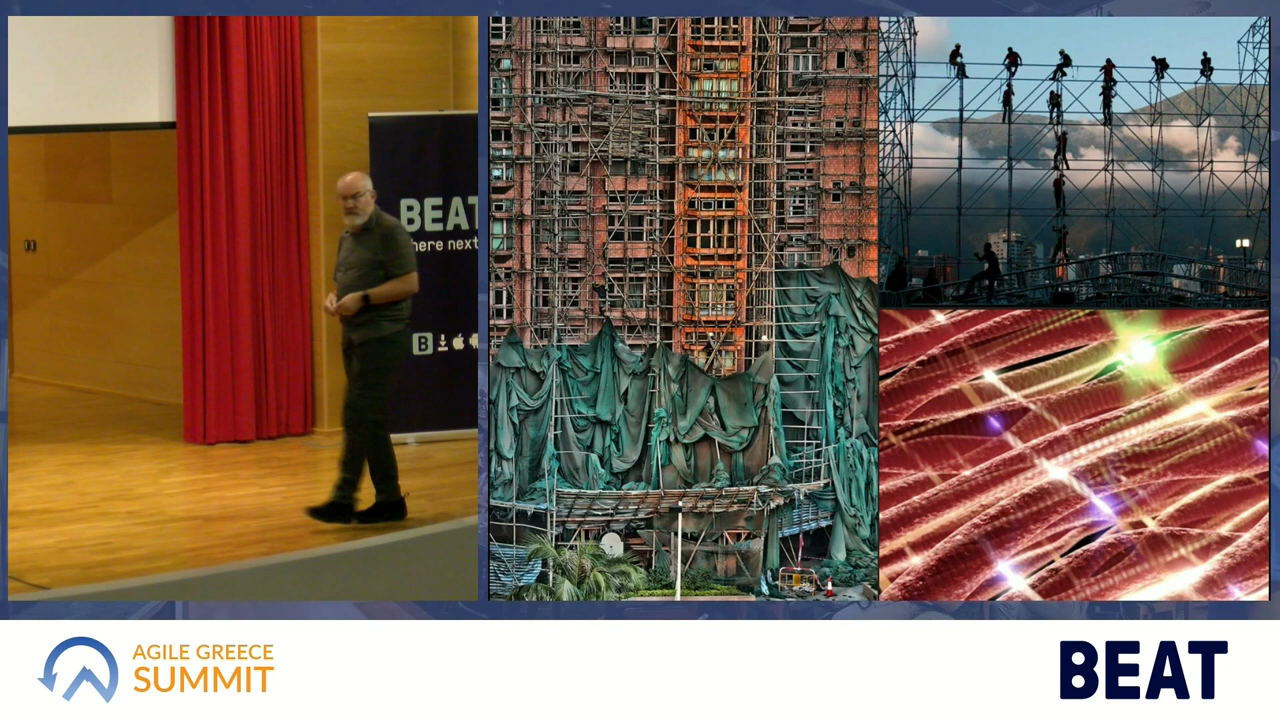 BEAT
here next
B
AGILE GREECE
SUMMIT
BEAT